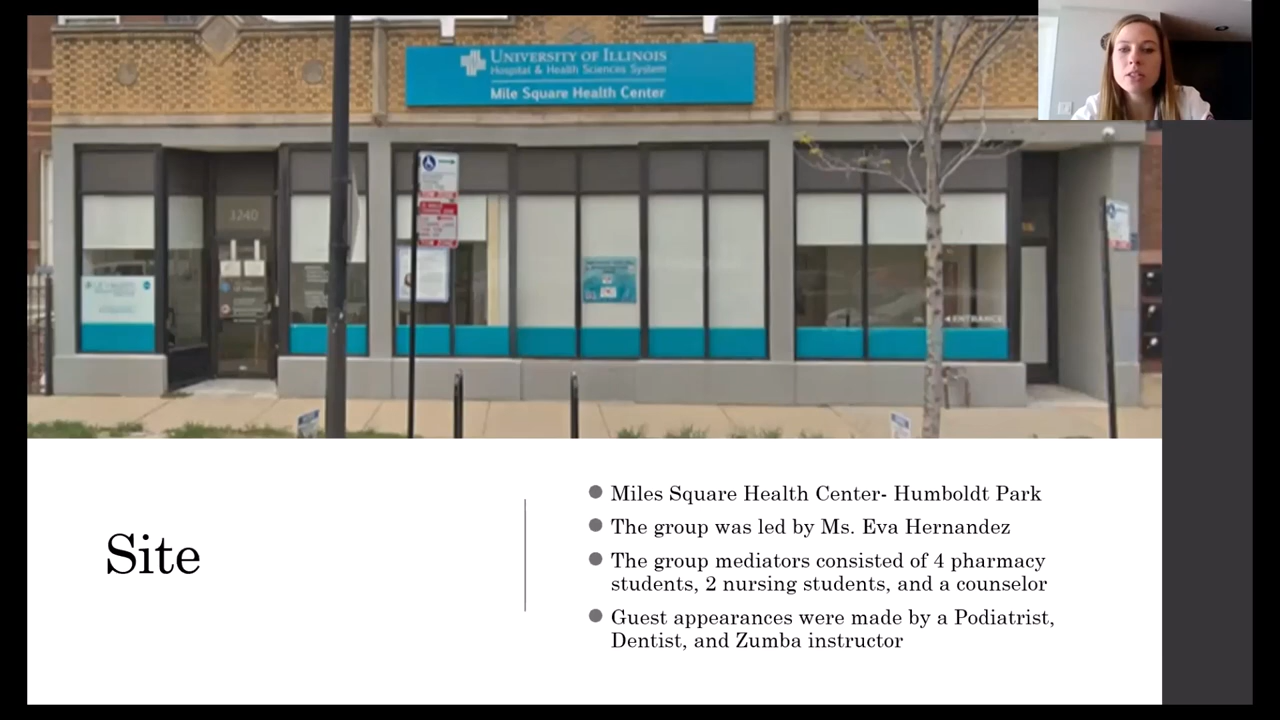 UNIVERSITY OF ILLINOIS
Hospital & Health Sciences System
Mile Square Health Center
3240
ENTRANCE
Site
Miles Square Health Center- Humboldt Park
The group was led by Ms. Eva Hernandez
The group mediators consisted of 4 pharmacy
students, 2 nursing students, and a counselor
Guest appearances were made by a Podiatrist,
Dentist, and Zumba instructor